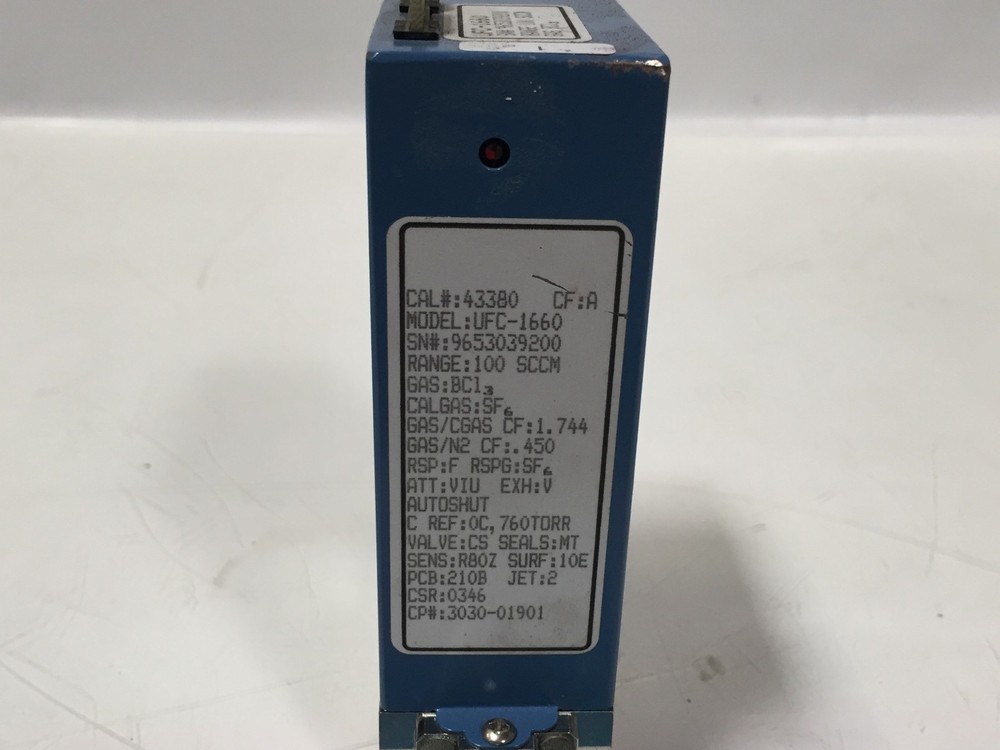 UFC-1660
CAL#:43380 CF:A
MODEL:UFC-1660
SN#:9653039200
RANGE:100 SCCM
GAS:BCl₃
CALGAS:SF₆
GAS/CGAS CF:1.744
GAS/N2 CF:.450
RSP:F RSPG:SF₆
ATT:VIU EXH:V
AUTOSHUT
C REF:0C,760TORR
VALVE:CS SEALS:MT
SENS:R80Z SURF:10E
PCB:210B JET:2
CSR:0346
CP#:3030-01901